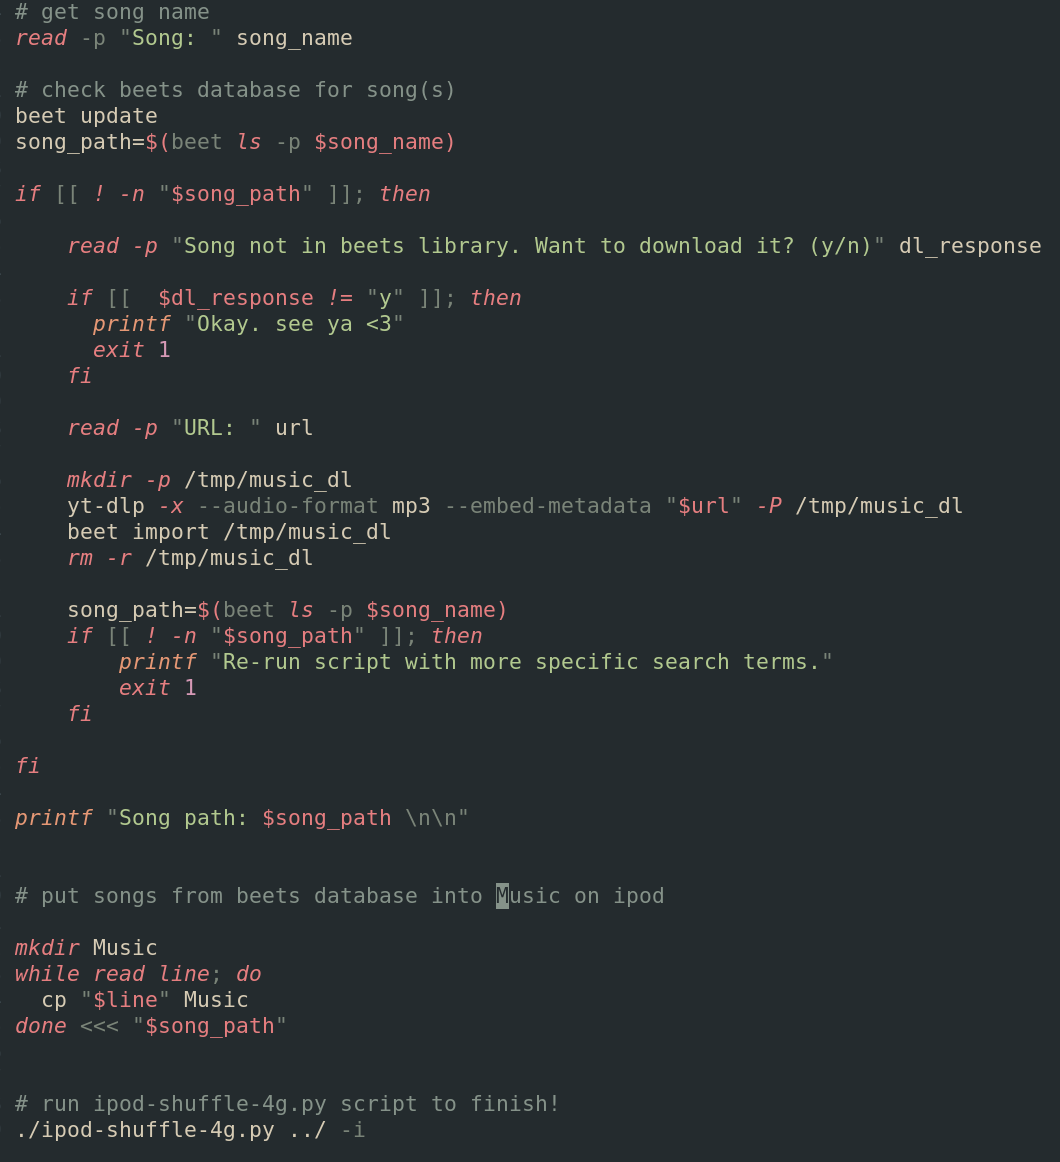 # get song name
read -p "Song: " song_name

# check beets database for song(s)
beet update
song_path=$(beet ls -p $song_name)

if [[ ! -n "$song_path" ]]; then

    read -p "Song not in beets library. Want to download it? (y/n)" dl_response

    if [[  $dl_response != "y" ]]; then
      printf "Okay. see ya <3"
      exit 1
    fi

    read -p "URL: " url

    mkdir -p /tmp/music_dl
    yt-dlp -x --audio-format mp3 --embed-metadata "$url" -P /tmp/music_dl
    beet import /tmp/music_dl
    rm -r /tmp/music_dl

    song_path=$(beet ls -p $song_name)
    if [[ ! -n "$song_path" ]]; then
        printf "Re-run script with more specific search terms."
        exit 1
    fi

fi

printf "Song path: $song_path \n\n"


# put songs from beets database into Music on ipod

mkdir Music
while read line; do
  cp "$line" Music
done <<< "$song_path"


# run ipod-shuffle-4g.py script to finish!
./ipod-shuffle-4g.py ../ -i